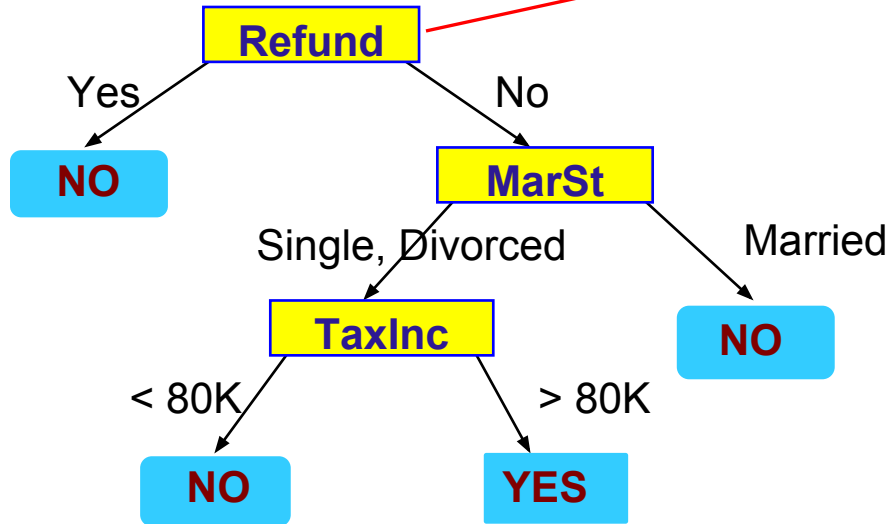 Refund
Yes
No
NO
MarSt
Single, Divorced
Married
TaxInc
NO
< 80K
> 80K
NO
YES